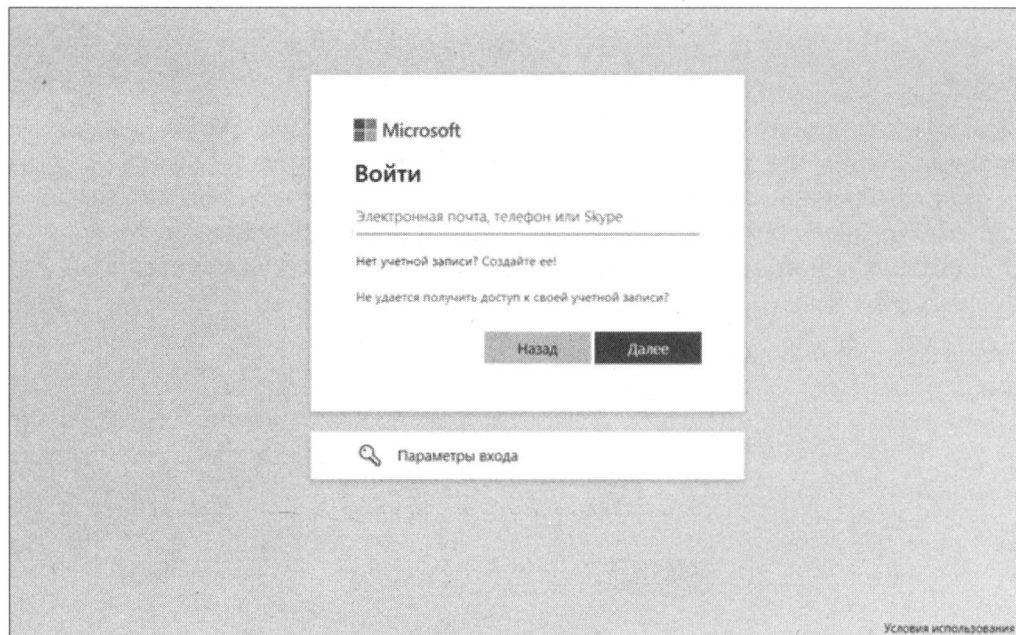 Microsoft
Войти
Электронная почта, телефон или Skype
Нет учетной записи? Создайте ее!
Не удается получить доступ к своей учетной записи?
Назад Далее
Параметры входа
Условия использования